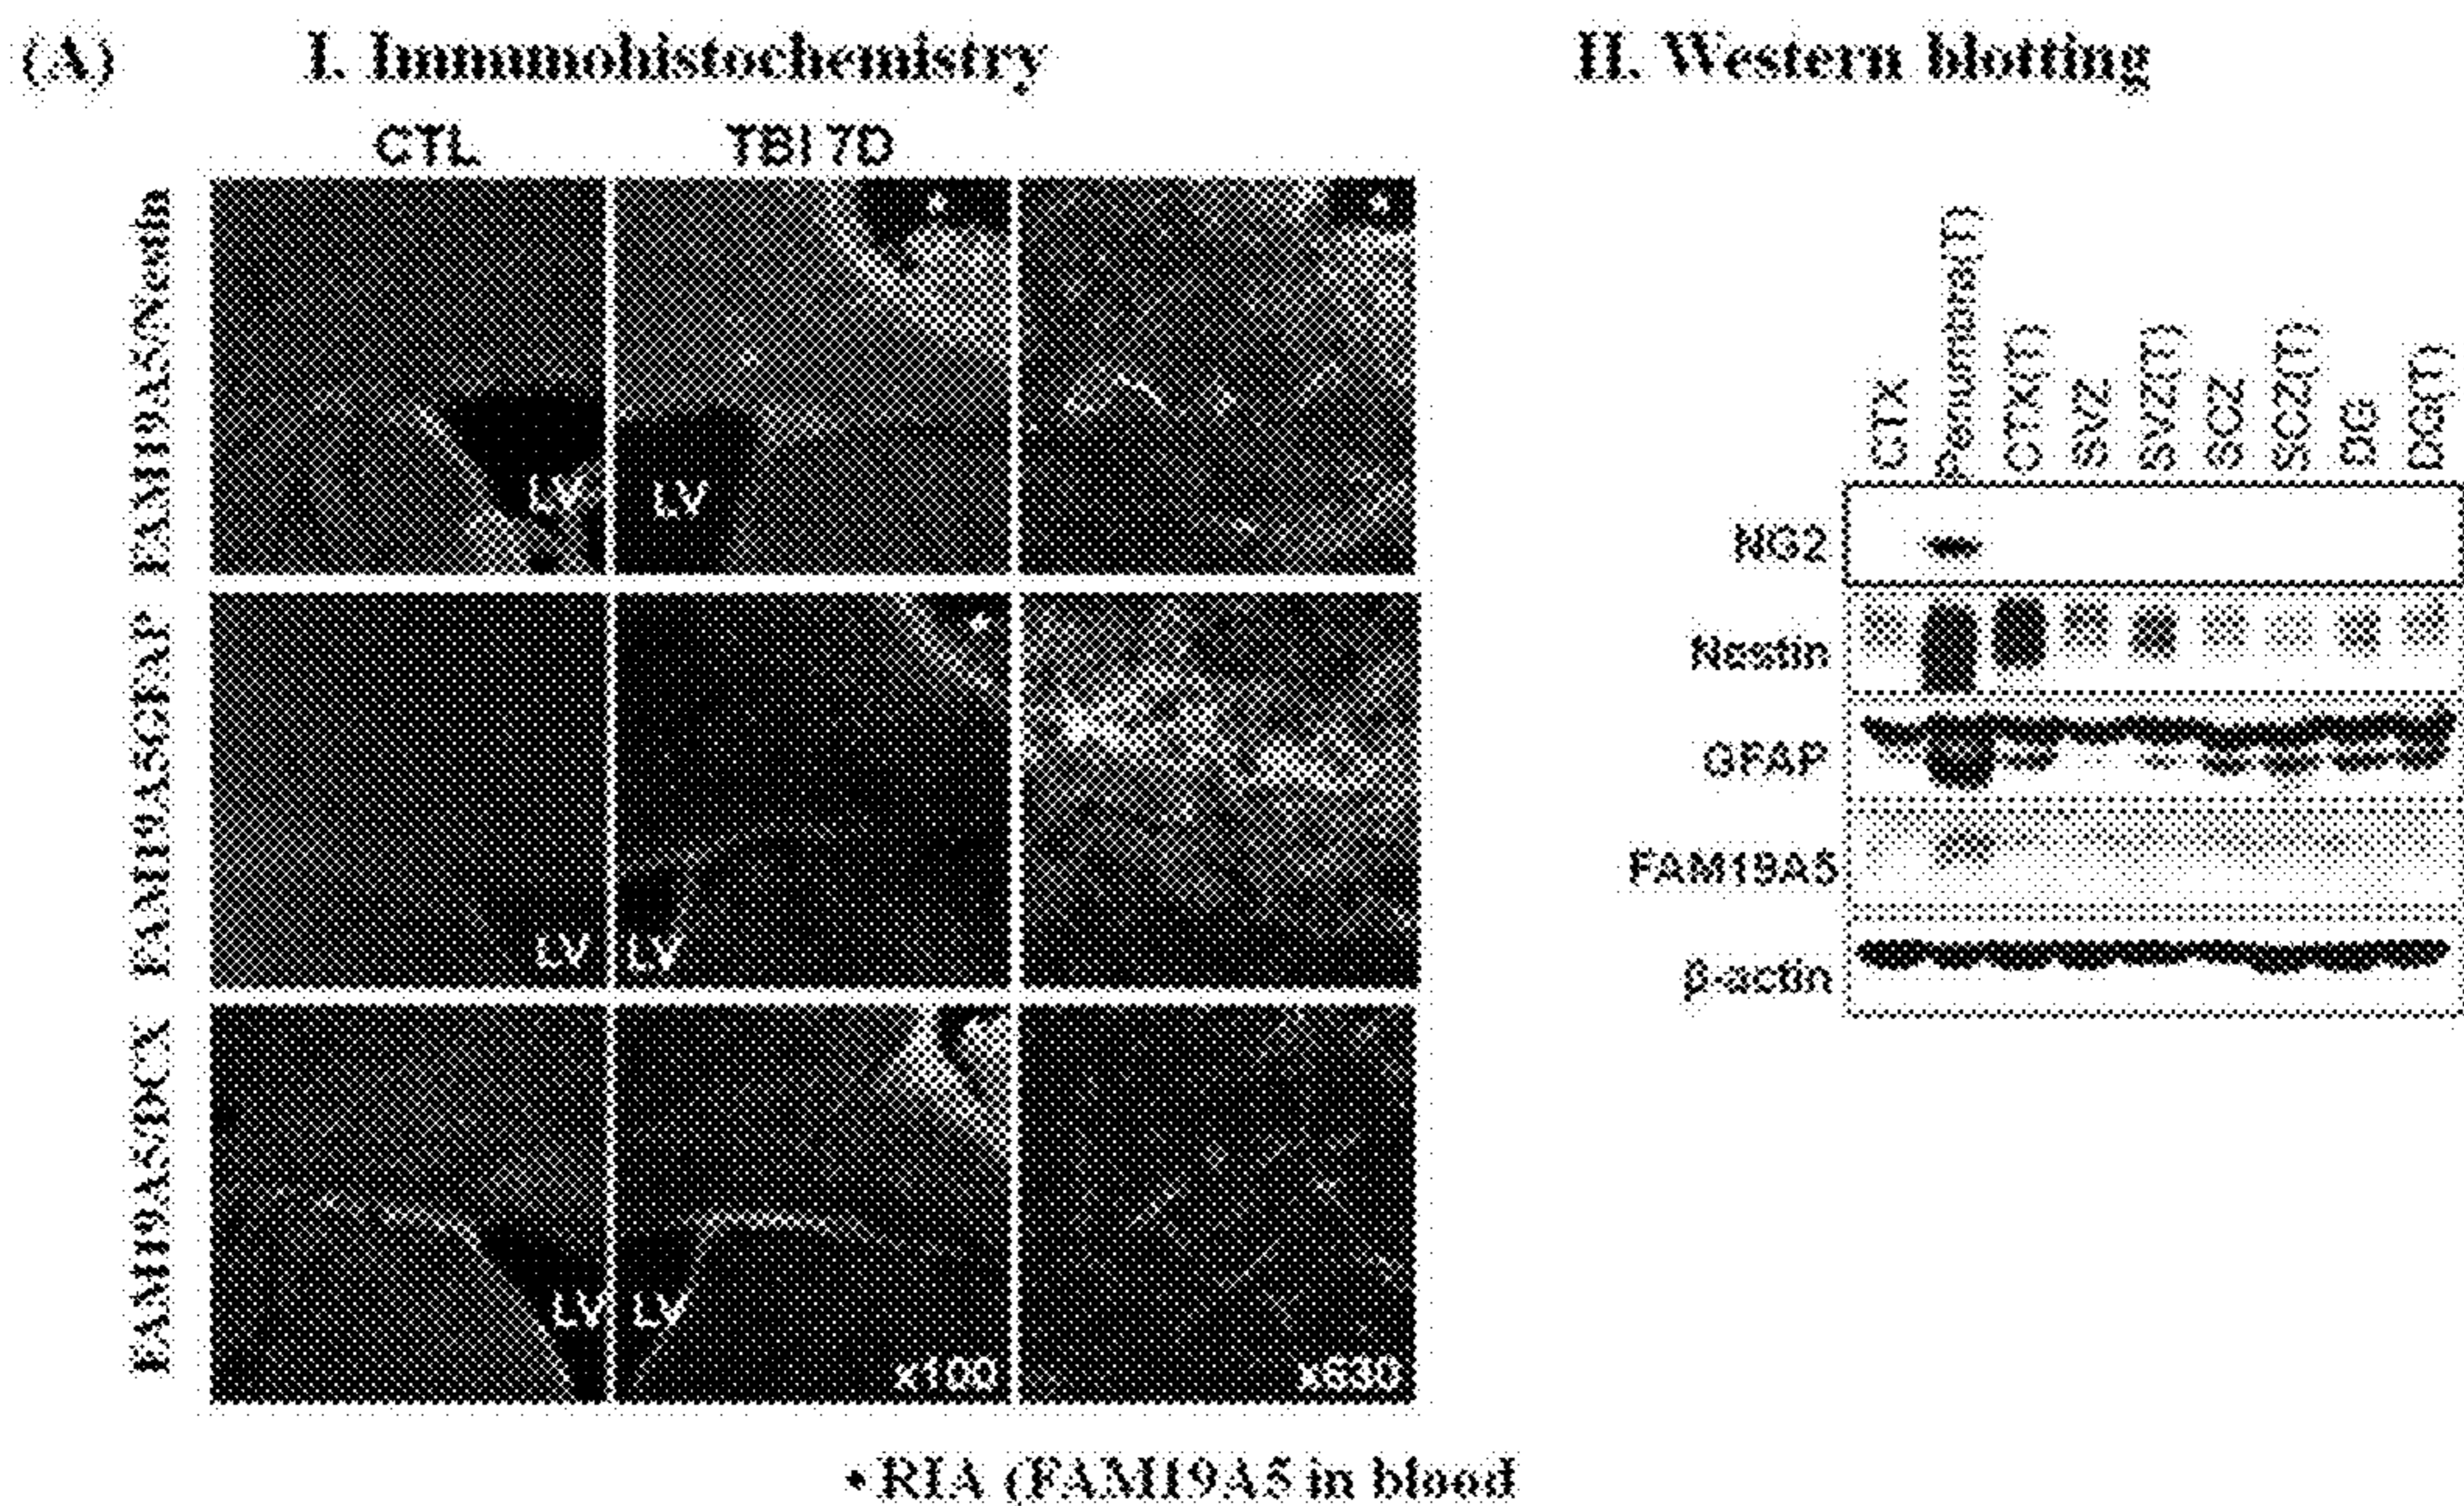 (A) I. Immunohistochemistry II. Western blotting
CTL TBI 7D
FAM19A5/Nestin
LV LV
FAM19A5/GFAP
LV LV
FAM19A5/DCX
LV LV
x100 x630
CTX Penumbra(T) CTX(T) SVZ SVZ(T) SCZ SCZ(T) DG DG(T)
NG2
Nestin
GFAP
FAM19A5
β-actin
• RIA (FAM19A5 in blood